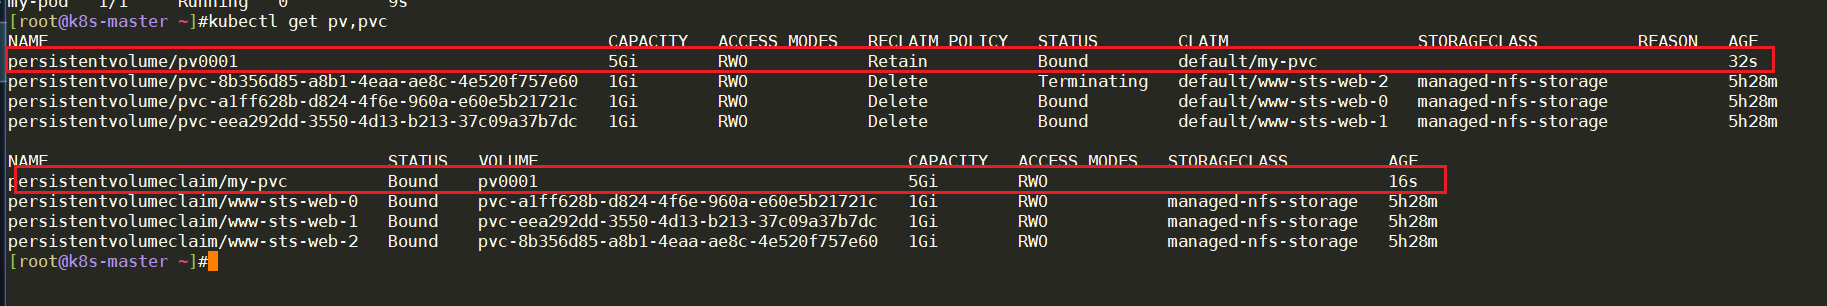 my-pod   1/1     Running   0          9s
[root@k8s-master ~]#kubectl get pv,pvc
NAME                                                        CAPACITY   ACCESS MODES   RECLAIM POLICY   STATUS        CLAIM                   STORAGECLASS          REASON   AGE
persistentvolume/pv0001                                     5Gi        RWO            Retain           Bound         default/my-pvc                                         32s
persistentvolume/pvc-8b356d85-a8b1-4eaa-ae8c-4e520f757e60   1Gi        RWO            Delete           Terminating   default/www-sts-web-2   managed-nfs-storage            5h28m
persistentvolume/pvc-a1ff628b-d824-4f6e-960a-e60e5b21721c   1Gi        RWO            Delete           Bound         default/www-sts-web-0   managed-nfs-storage            5h28m
persistentvolume/pvc-eea292dd-3550-4d13-b213-37c09a37b7dc   1Gi        RWO            Delete           Bound         default/www-sts-web-1   managed-nfs-storage            5h28m
NAME                                  STATUS   VOLUME                                     CAPACITY   ACCESS MODES   STORAGECLASS          AGE
persistentvolumeclaim/my-pvc          Bound    pv0001                                     5Gi        RWO                                  16s
persistentvolumeclaim/www-sts-web-0   Bound    pvc-a1ff628b-d824-4f6e-960a-e60e5b21721c   1Gi        RWO            managed-nfs-storage   5h28m
persistentvolumeclaim/www-sts-web-1   Bound    pvc-eea292dd-3550-4d13-b213-37c09a37b7dc   1Gi        RWO            managed-nfs-storage   5h28m
persistentvolumeclaim/www-sts-web-2   Bound    pvc-8b356d85-a8b1-4eaa-ae8c-4e520f757e60   1Gi        RWO            managed-nfs-storage   5h28m
[root@k8s-master ~]#